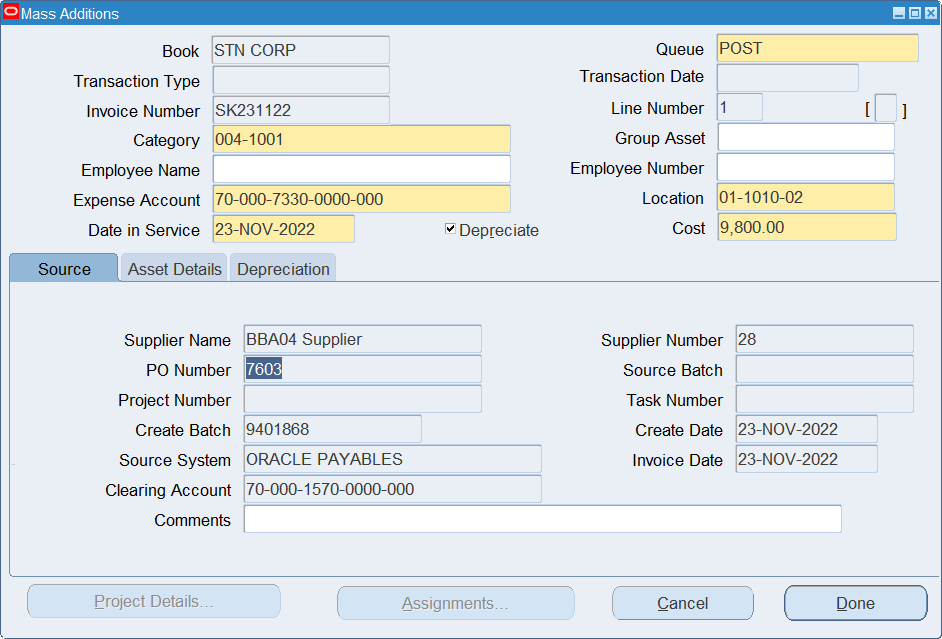 Mass Additions
Book STN CORP Queue POST
Transaction Type Transaction Date
Invoice Number SK231122 Line Number 1 [ ]
Category 004-1001 Group Asset
Employee Name Employee Number
Expense Account 70-000-7330-0000-000 Location 01-1010-02
Date in Service 23-NOV-2022 Depreciate Cost 9,800.00
Source Asset Details Depreciation
Supplier Name BBA04 Supplier Supplier Number 28
PO Number 7603 Source Batch
Project Number Task Number
Create Batch 9401868 Create Date 23-NOV-2022
Source System ORACLE PAYABLES Invoice Date 23-NOV-2022
Clearing Account 70-000-1570-0000-000
Comments
Project Details... Assignments... Cancel Done